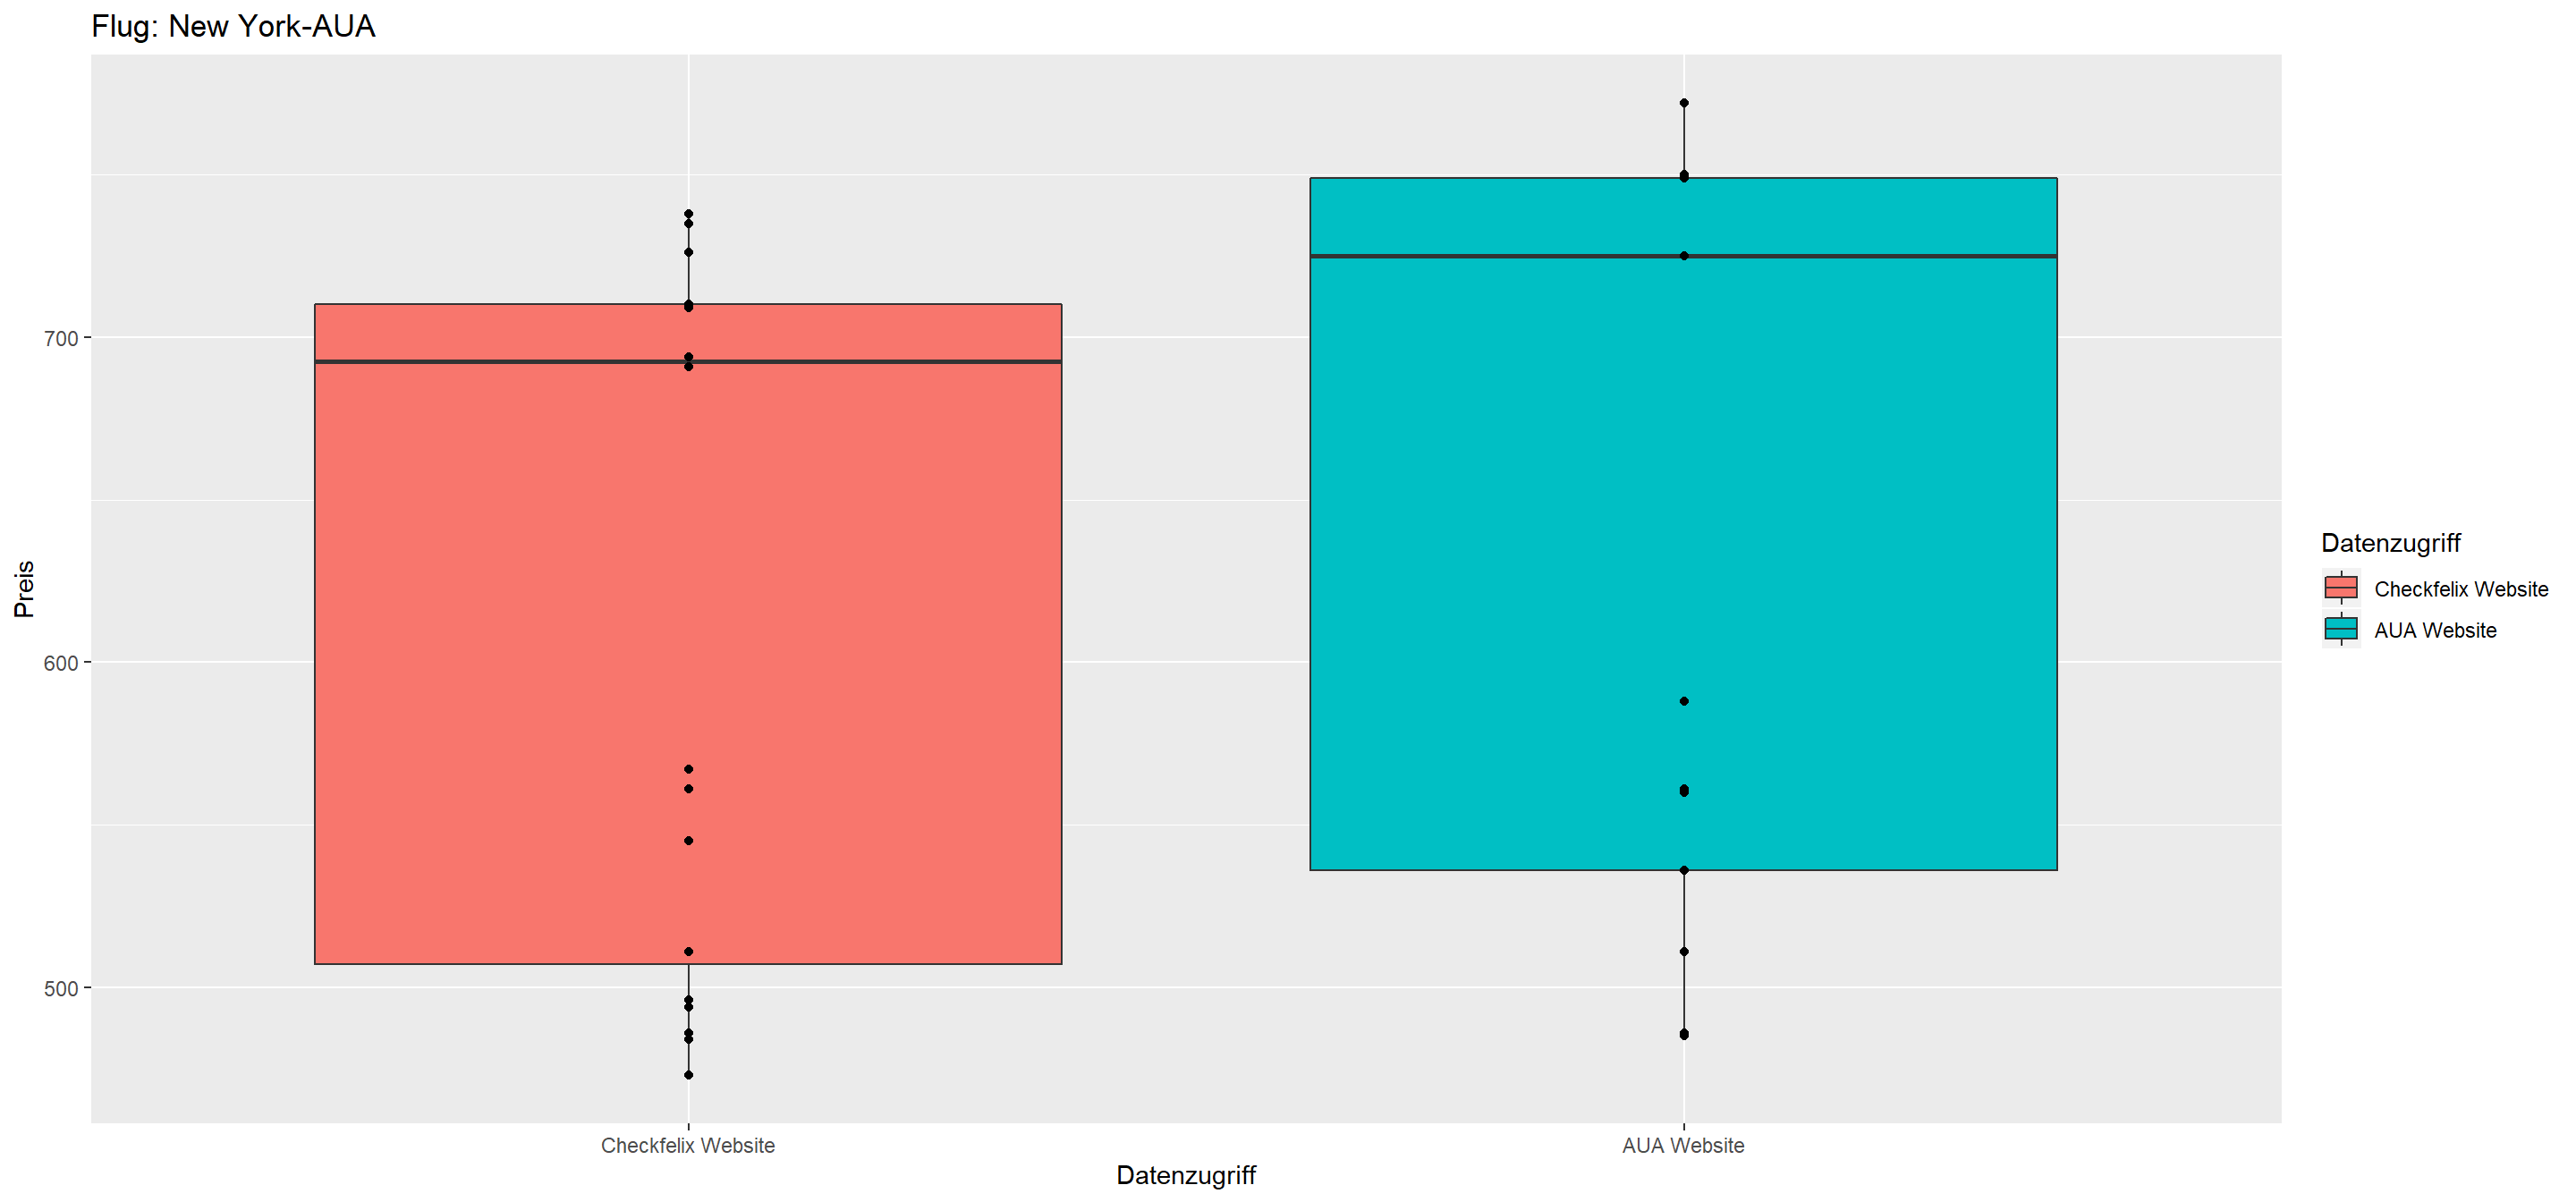 Flug: New York-AUA
Preis
700
600
500
Checkfelix Website
AUA Website
Datenzugriff
Datenzugriff
Checkfelix Website
AUA Website